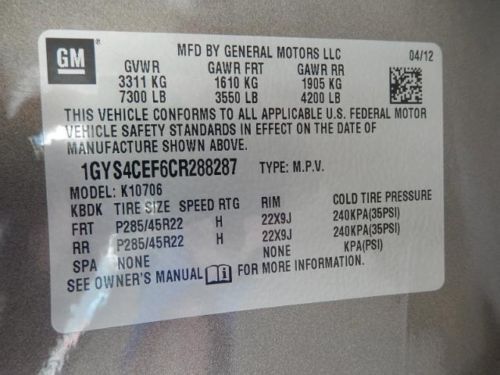 GM
MFD BY GENERAL MOTORS LLC 04/12
GVWR GAWR FRT GAWR RR
3311 KG 1610 KG 1905 KG
7300 LB 3550 LB 4200 LB
THIS VEHICLE CONFORMS TO ALL APPLICABLE U.S. FEDERAL MOTOR
VEHICLE SAFETY STANDARDS IN EFFECT ON THE DATE OF
MANUFACTURE SHOWN ABOVE.
1GYS4CEF6CR288287 TYPE: M.P.V.
MODEL: K10706
KBDK TIRE SIZE SPEED RTG RIM COLD TIRE PRESSURE
FRT P285/45R22 H 22X9J 240KPA(35PSI)
RR P285/45R22 H 22X9J 240KPA(35PSI)
SPA NONE NONE KPA(PSI)
SEE OWNER'S MANUAL FOR MORE INFORMATION.